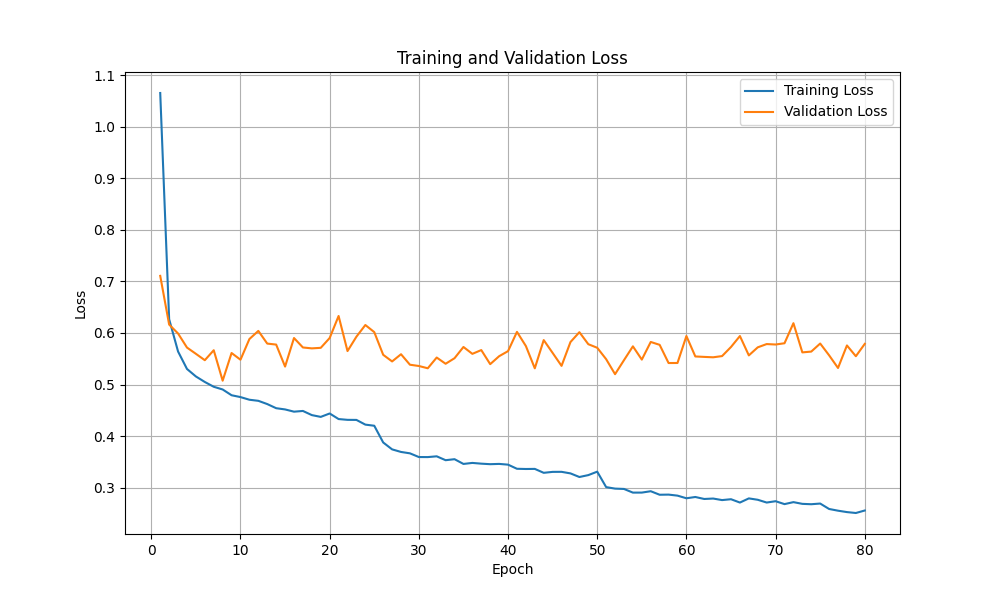 Training and Validation Loss
1.1
1.0
0.9
0.8
0.7
0.6
0.5
0.4
0.3
Loss
Training Loss
Validation Loss
0 10 20 30 40 50 60 70 80
Epoch